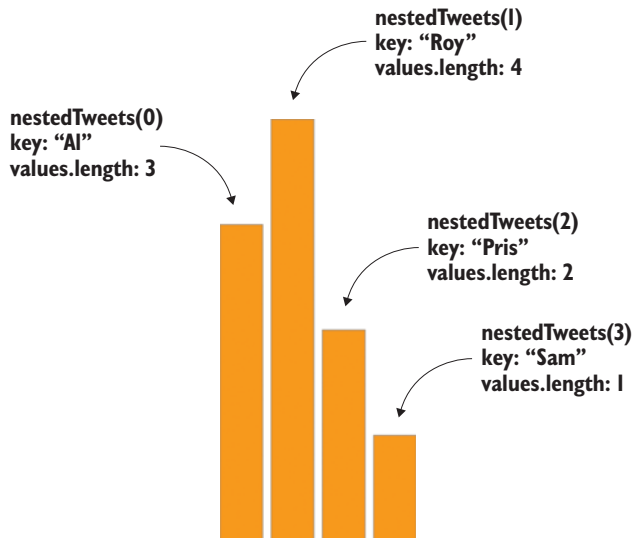 nestedTweets(1)
key: “Roy”
values.length: 4
nestedTweets(0)
key: “Al”
values.length: 3
nestedTweets(2)
key: “Pris”
values.length: 2
nestedTweets(3)
key: “Sam”
values.length: 1